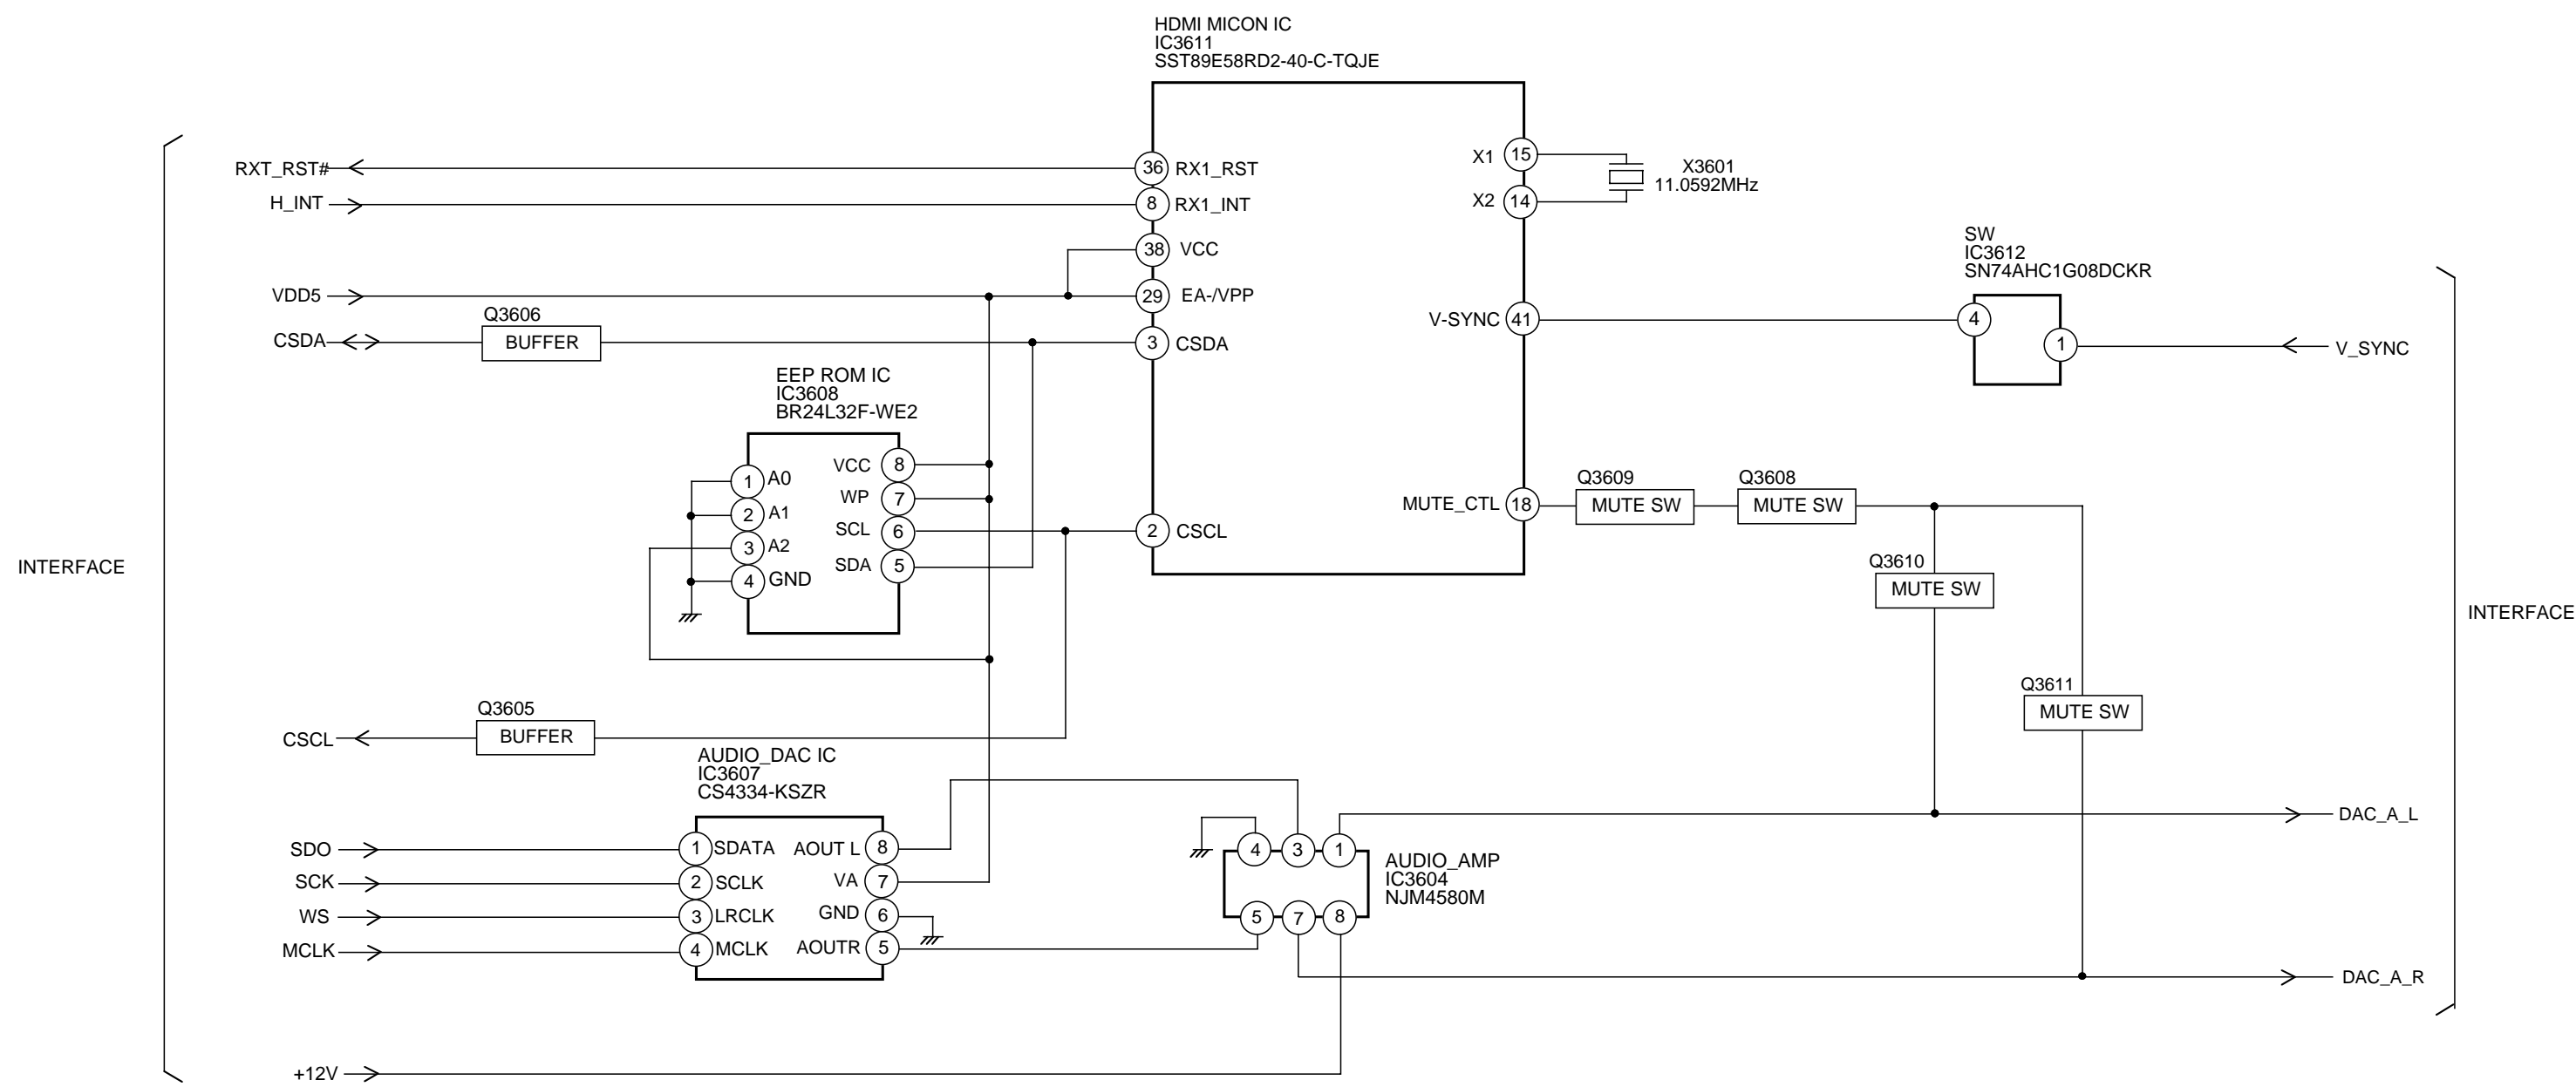 HDMI MICON IC
IC3611
SST89E58RD2-40-C-TQJE
RXT_RST#
36
RX1_RST
H_INT
8
RX1_INT
38
VCC
VDD5
29
EA-/VPP
Q3606
CSDA
BUFFER
3
CSDA
X1
15
X2
14
X3601
11.0592MHz
SW
IC3612
SN74AHC1G08DCKR
V-SYNC
41
4
1
V_SYNC
EEP ROM IC
IC3608
BR24L32F-WE2
1
A0
VCC
8
2
A1
WP
7
3
A2
SCL
6
4
GND
SDA
5
2
CSCL
Q3609
Q3608
MUTE_CTL
18
MUTE SW
MUTE SW
Q3610
MUTE SW
Q3611
MUTE SW
INTERFACE
INTERFACE
Q3605
CSCL
BUFFER
AUDIO_DAC IC
IC3607
CS4334-KSZR
SDO
1
SDATA
AOUT L
8
SCK
2
SCLK
VA
7
WS
3
LRCLK
GND
6
MCLK
4
MCLK
AOUTR
5
4
3
1
AUDIO_AMP
IC3604
NJM4580M
5
7
8
DAC_A_L
DAC_A_R
+12V